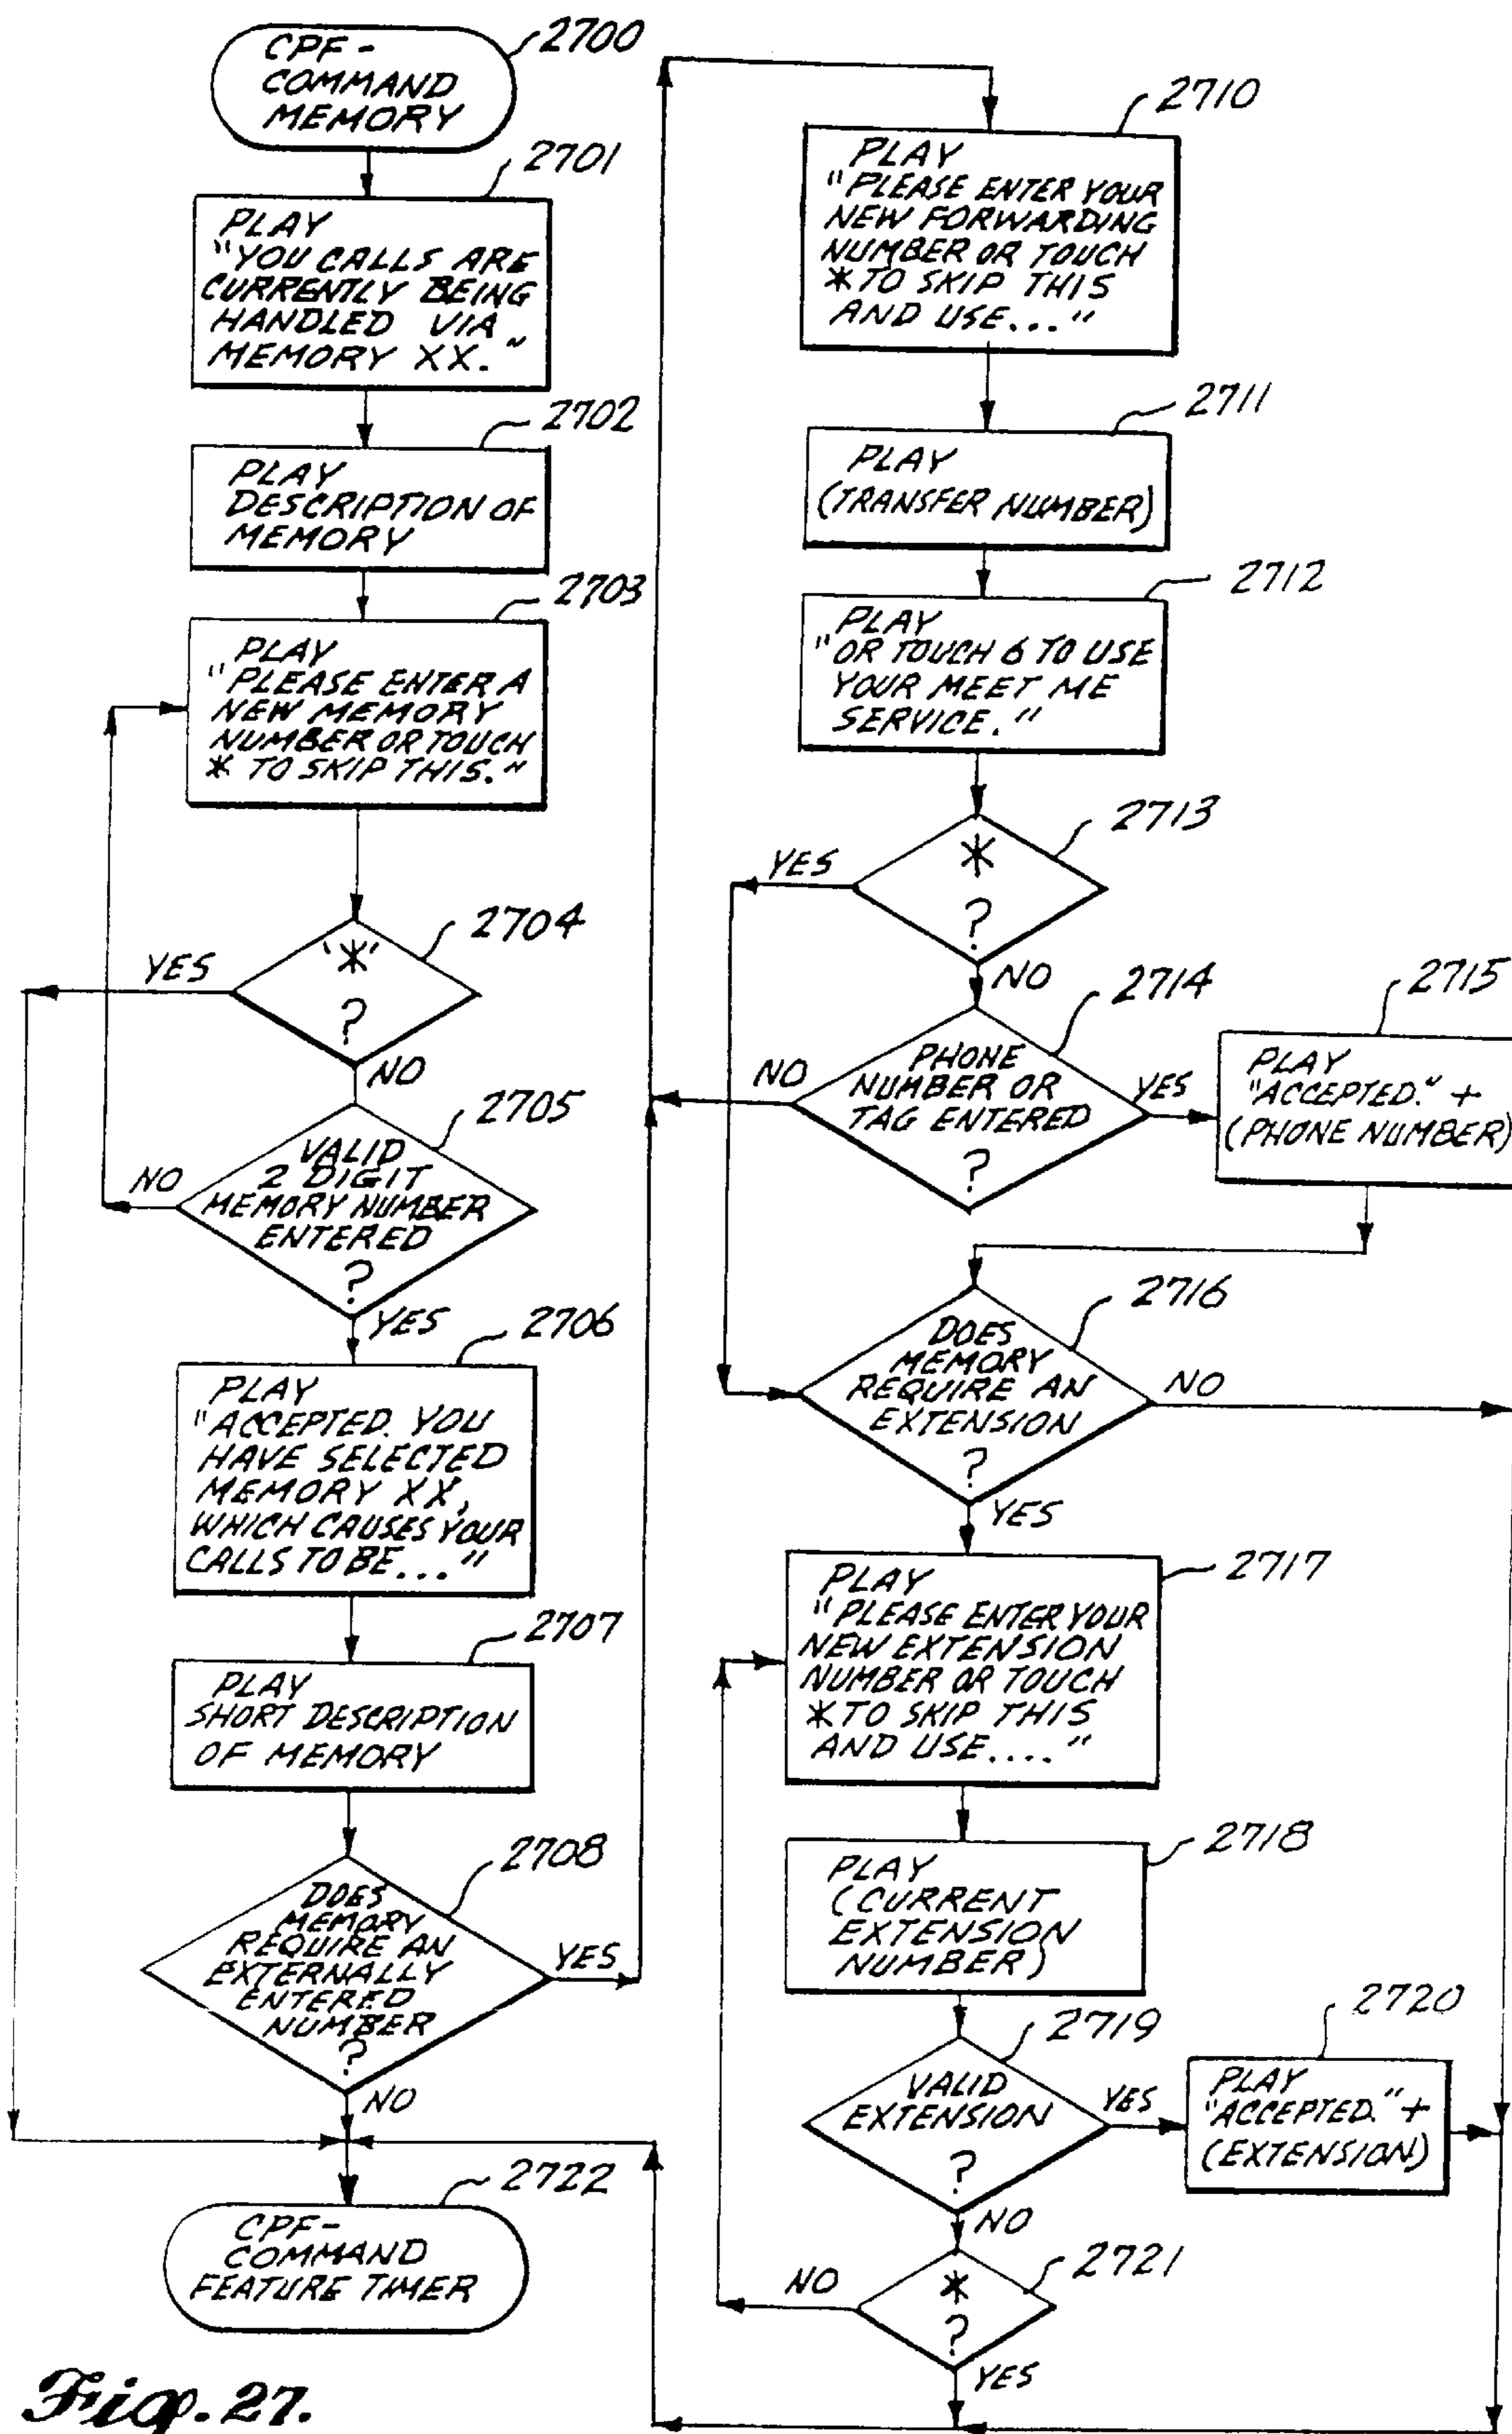 2700
CPF-
COMMAND
MEMORY
2701
PLAY
"YOU CALLS ARE
CURRENTLY BEING
HANDLED VIA
MEMORY XX."
2702
PLAY
DESCRIPTION OF
MEMORY
2703
PLAY
"PLEASE ENTER A
NEW MEMORY
NUMBER OR TOUCH
* TO SKIP THIS."
2704
'*'
?
YES
NO
2705
VALID
2 DIGIT
MEMORY NUMBER
ENTERED
?
NO
YES
2706
PLAY
"ACCEPTED. YOU
HAVE SELECTED
MEMORY XX,
WHICH CAUSES YOUR
CALLS TO BE..."
2707
PLAY
SHORT DESCRIPTION
OF MEMORY
2708
DOES
MEMORY
REQUIRE AN
EXTERNALLY
ENTERED
NUMBER
?
YES
NO
2722
CPF-
COMMAND
FEATURE TIMER
2710
PLAY
"PLEASE ENTER YOUR
NEW FORWARDING
NUMBER OR TOUCH
* TO SKIP THIS
AND USE..."
2711
PLAY
(TRANSFER NUMBER)
2712
PLAY
"OR TOUCH 6 TO USE
YOUR MEET ME
SERVICE."
2713
*
?
YES
NO
2714
PHONE
NUMBER OR
TAG ENTERED
?
NO
YES
2715
PLAY
"ACCEPTED." +
(PHONE NUMBER)
2716
DOES
MEMORY
REQUIRE AN
EXTENSION
?
NO
YES
2717
PLAY
"PLEASE ENTER YOUR
NEW EXTENSION
NUMBER OR TOUCH
* TO SKIP THIS
AND USE...."
2718
PLAY
(CURRENT
EXTENSION
NUMBER)
2719
VALID
EXTENSION
?
YES
NO
2720
PLAY
"ACCEPTED." +
(EXTENSION)
2721
*
?
NO
YES
Fig. 27.